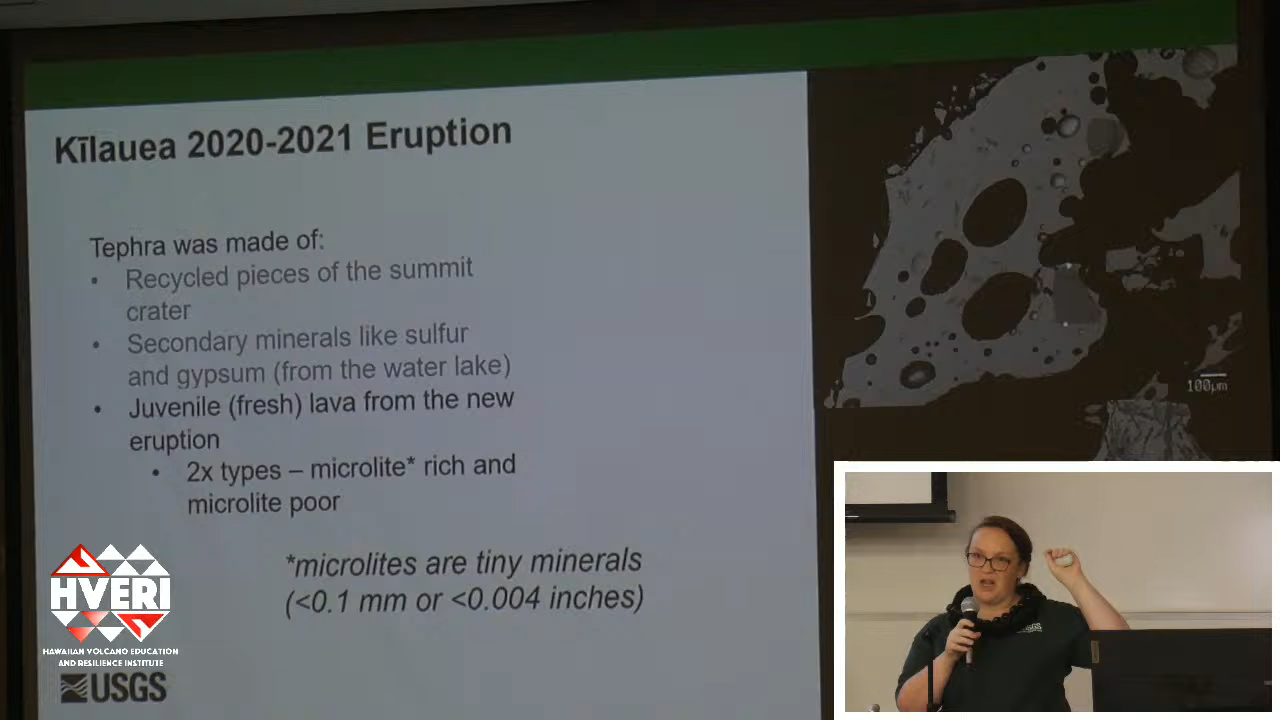 Kīlauea 2020-2021 Eruption
Tephra was made of:
• Recycled pieces of the summit
crater
• Secondary minerals like sulfur
and gypsum (from the water lake)
• Juvenile (fresh) lava from the new
eruption
• 2x types – microlite* rich and
microlite poor
*microlites are tiny minerals
(<0.1 mm or <0.004 inches)
100µm
HVERI
HAWAIIAN VOLCANO EDUCATION
AND RESILIENCE INSTITUTE
USGS
USGS